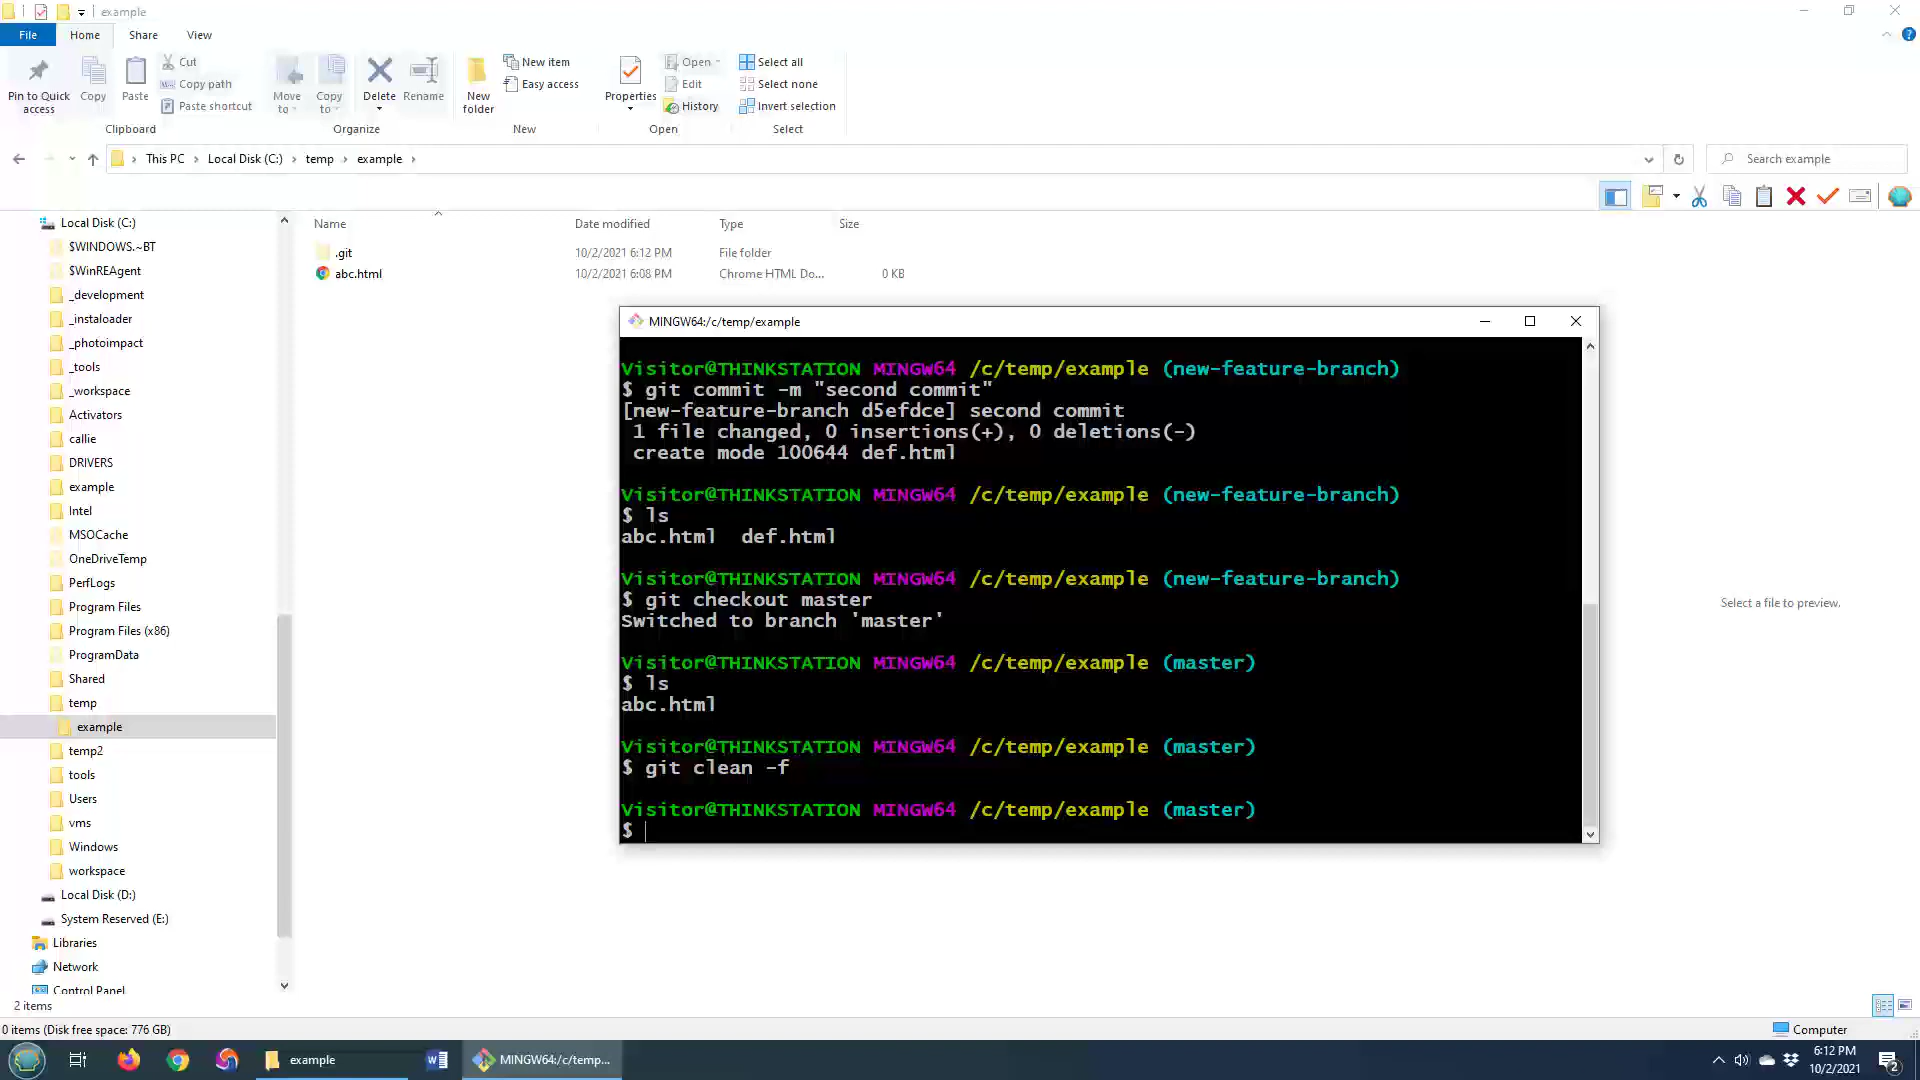 example
File Home Share View
Pin to Quick access
Copy
Paste
Cut
Copy path
Paste shortcut
Clipboard
Move to
Copy to
Delete
Rename
Organize
New folder
New item
Easy access
New
Properties
Open
Edit
History
Open
Select all
Select none
Invert selection
Select
This PC > Local Disk (C:) > temp > example >
Search example
Name Date modified Type Size
.git 10/2/2021 6:12 PM File folder
abc.html 10/2/2021 6:08 PM Chrome HTML Do... 0 KB
Local Disk (C:)
$WINDOWS.~BT
$WinREAgent
_development
_instaloader
_photoimpact
_tools
_workspace
Activators
callie
DRIVERS
example
Intel
MSOCache
OneDriveTemp
PerfLogs
Program Files
Program Files (x86)
ProgramData
Shared
temp
example
temp2
tools
Users
vms
Windows
workspace
Local Disk (D:)
System Reserved (E:)
Libraries
Network
Control Panel
MINGW64:/c/temp/example
Visitor@THINKSTATION MINGW64 /c/temp/example (new-feature-branch)
$ git commit -m "second commit"
[new-feature-branch d5efdce] second commit
1 file changed, 0 insertions(+), 0 deletions(-)
create mode 100644 def.html
Visitor@THINKSTATION MINGW64 /c/temp/example (new-feature-branch)
$ ls
abc.html def.html
Visitor@THINKSTATION MINGW64 /c/temp/example (new-feature-branch)
$ git checkout master
Switched to branch 'master'
Visitor@THINKSTATION MINGW64 /c/temp/example (master)
$ ls
abc.html
Visitor@THINKSTATION MINGW64 /c/temp/example (master)
$ git clean -f
Visitor@THINKSTATION MINGW64 /c/temp/example (master)
$
Select a file to preview.
2 items
0 items (Disk free space: 776 GB)
Computer
example
MINGW64:/c/temp...
6:12 PM
10/2/2021
2